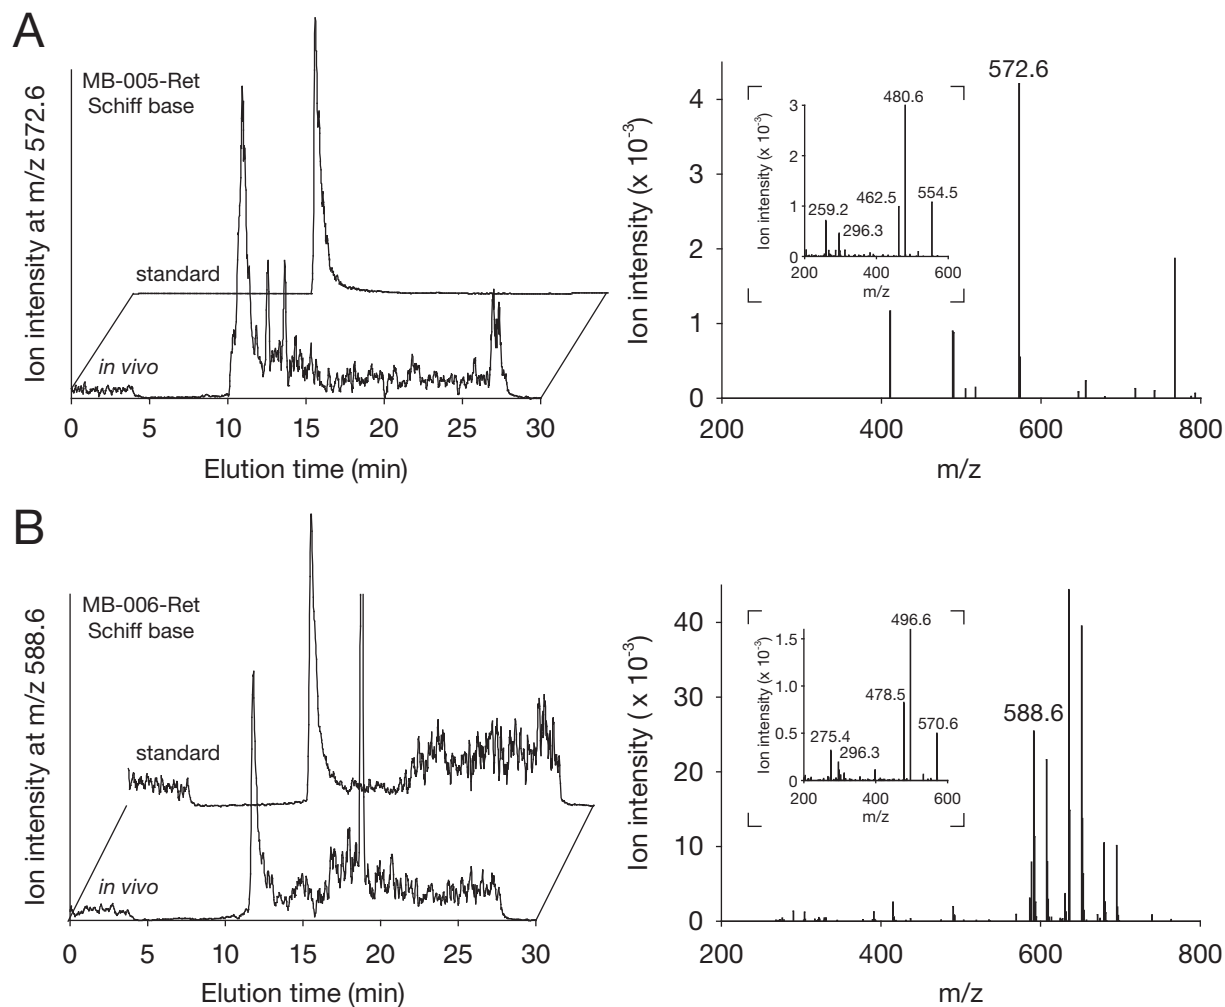 A
MB-005-Ret
Schiff base
Ion intensity at m/z 572.6
standard
in vivo
0 5 10 15 20 25 30
Elution time (min)
572.6
Ion intensity (x 10⁻³)
4
3
2
1
0
200 400 600 800
m/z
480.6
Ion intensity (x 10⁻³)
3
2
1
0
462.5
554.5
259.2
296.3
200 400 600
m/z
B
MB-006-Ret
Schiff base
Ion intensity at m/z 588.6
standard
in vivo
0 5 10 15 20 25 30
Elution time (min)
588.6
Ion intensity ( x 10⁻³)
40
30
20
10
0
200 400 600 800
m/z
496.6
Ion intensity (x 10⁻³)
1.5
1.0
0.5
0
478.5
570.6
275.4
296.3
200 400 600
m/z